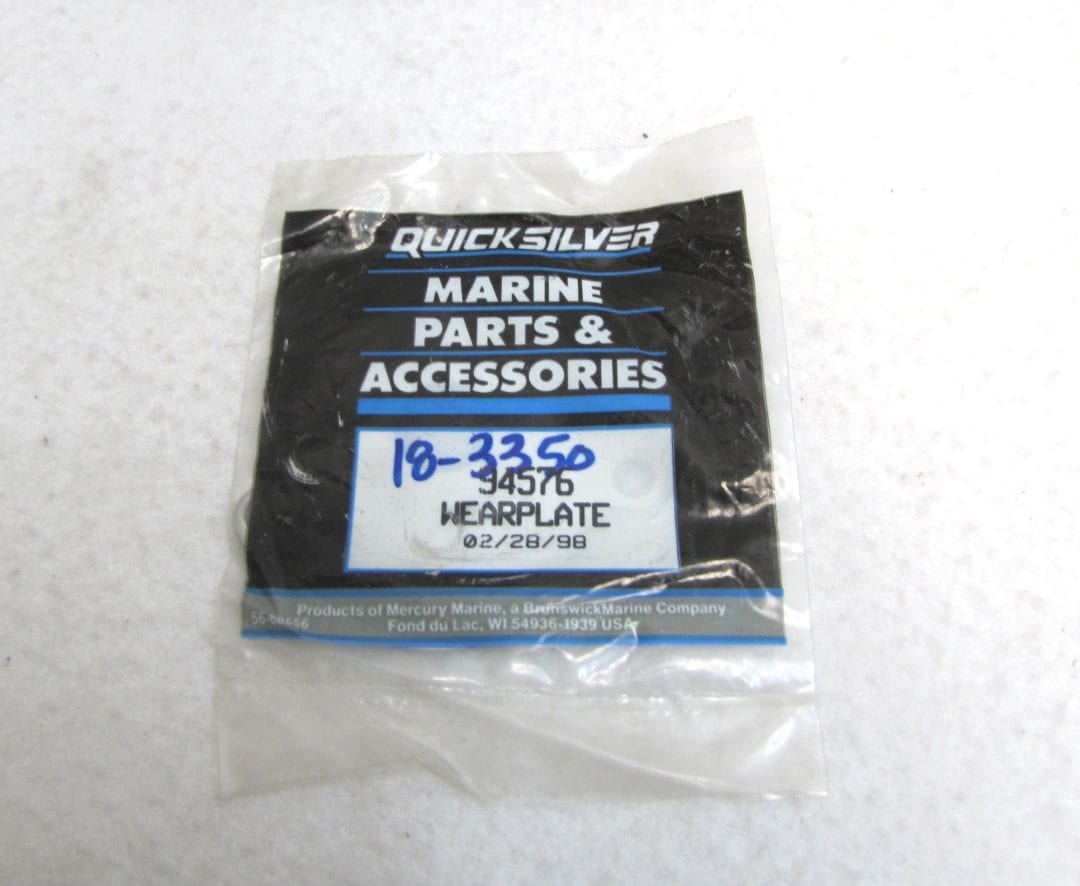 QUICKSILVER
MARINE
PARTS &
ACCESSORIES
18-3350
94576
WEARPLATE
02/28/98
Products of Mercury Marine, a BrunswickMarine Company
Fond du Lac, WI 54936-1939 USA